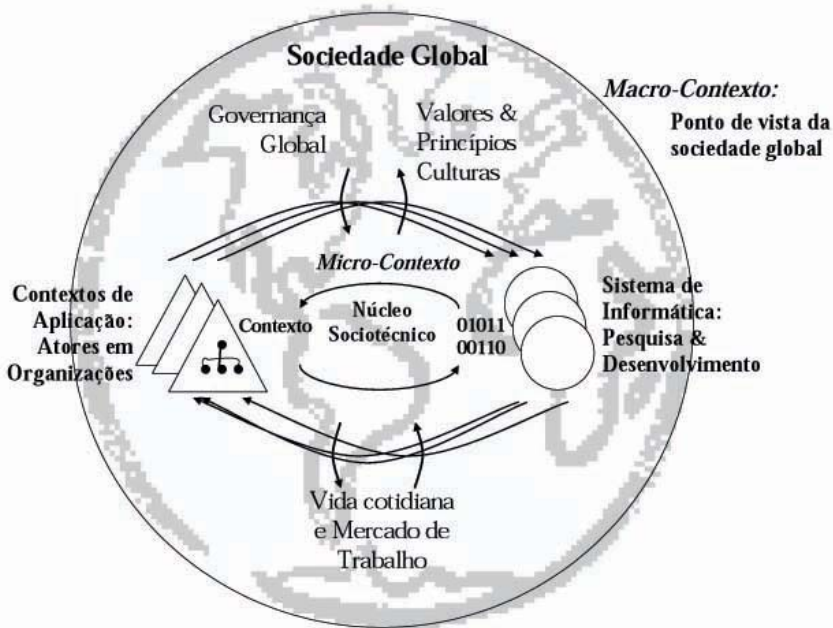 Sociedade Global
Governança
Global
Valores &
Princípios
Culturas
Macro-Contexto:
Ponto de vista da
sociedade global
Micro-Contexto
Contextos de
Aplicação:
Atores em
Organizações
Contexto
Núcleo
Sociotécnico
01011
00110
Sistema de
Informática:
Pesquisa &
Desenvolvimento
Vida cotidiana
e Mercado de
Trabalho